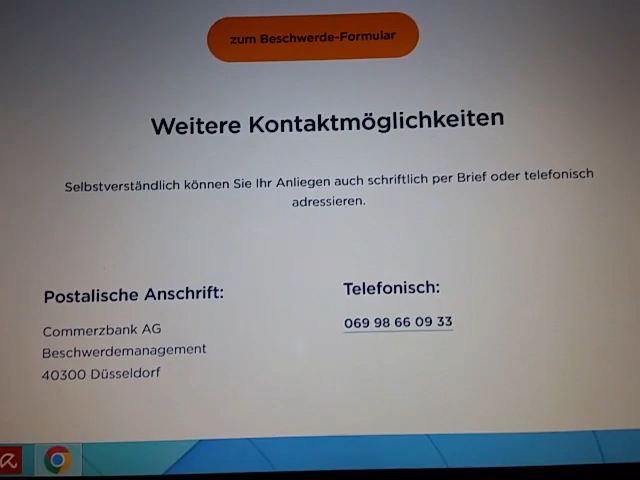 zum Beschwerde-Formular
Weitere Kontaktmöglichkeiten
Selbstverständlich können Sie Ihr Anliegen auch schriftlich per Brief oder telefonisch
adressieren.
Postalische Anschrift:
Commerzbank AG
Beschwerdemanagement
40300 Düsseldorf
Telefonisch:
069 98 66 09 33